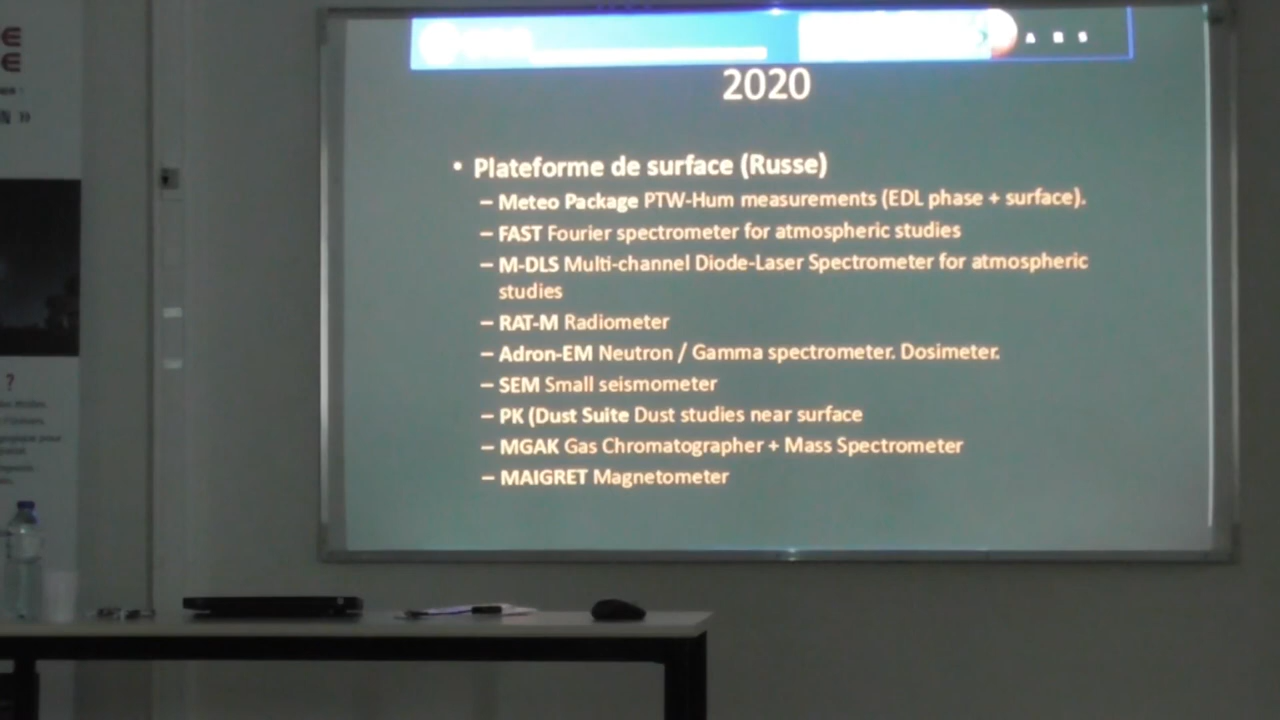 A R S
2020
• Plateforme de surface (Russe)
– Meteo Package PTW-Hum measurements (EDL phase + surface).
– FAST Fourier spectrometer for atmospheric studies
– M-DLS Multi-channel Diode-Laser Spectrometer for atmospheric
studies
– RAT-M Radiometer
– Adron-EM Neutron / Gamma spectrometer. Dosimeter.
– SEM Small seismometer
– PK (Dust Suite Dust studies near surface
– MGAK Gas Chromatographer + Mass Spectrometer
– MAIGRET Magnetometer
E
E
N »
?